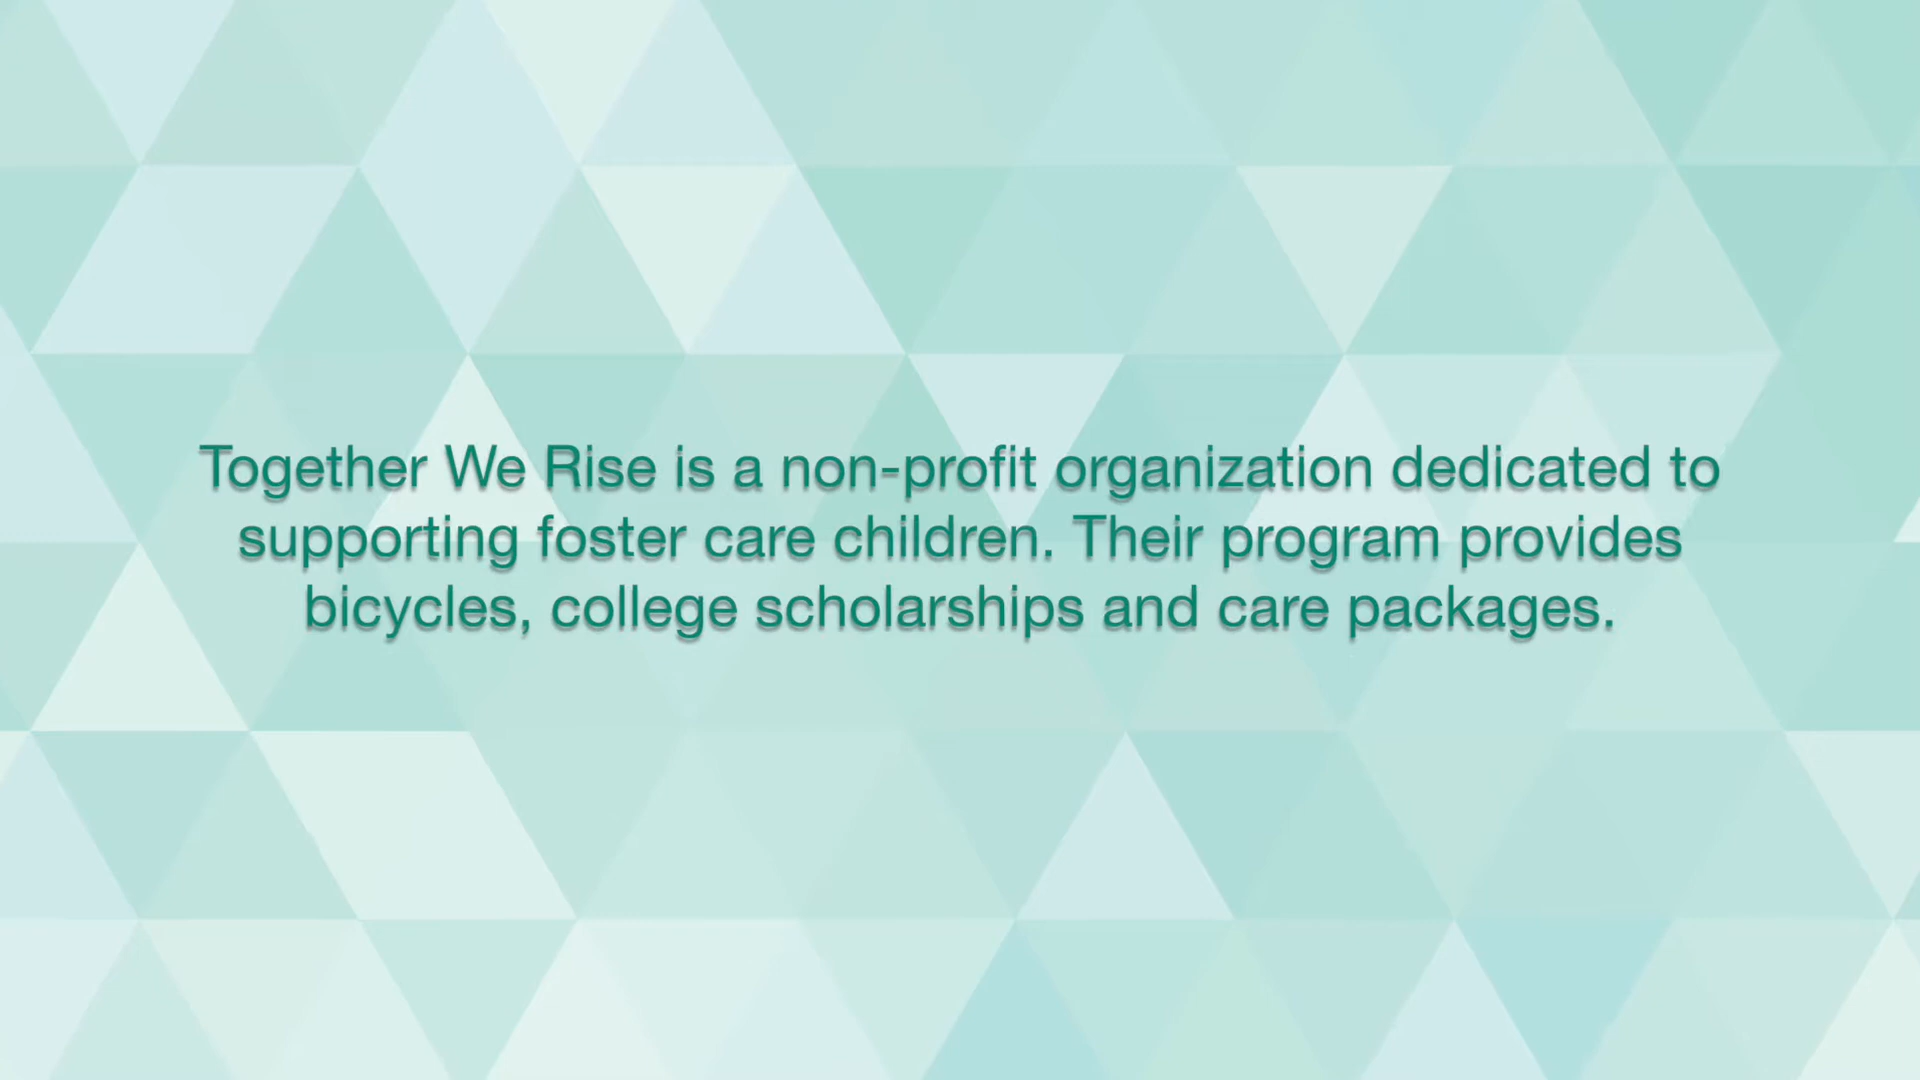 Together We Rise is a non-profit organization dedicated to
supporting foster care children. Their program provides
bicycles, college scholarships and care packages.